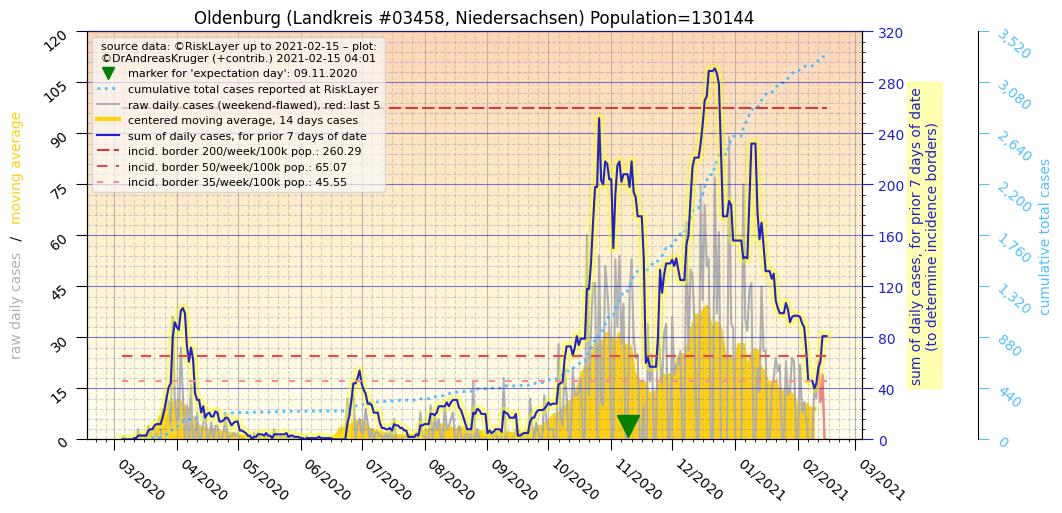 Oldenburg (Landkreis #03458, Niedersachsen) Population=130144
source data: ©RiskLayer up to 2021-02-15 – plot:
©DrAndreasKruger (+contrib.) 2021-02-15 04:01
marker for 'expectation day': 09.11.2020
cumulative total cases reported at RiskLayer
raw daily cases (weekend-flawed), red: last 5
centered moving average, 14 days cases
sum of daily cases, for prior 7 days of date
incid. border 200/week/100k pop.: 260.29
incid. border 50/week/100k pop.: 65.07
incid. border 35/week/100k pop.: 45.55
raw daily cases / moving average
120
105
90
75
60
45
30
15
0
03/2020
04/2020
05/2020
06/2020
07/2020
08/2020
09/2020
10/2020
11/2020
12/2020
01/2021
02/2021
03/2021
320
280
240
200
160
120
80
40
0
sum of daily cases, for prior 7 days of date
(to determine incidence borders)
3,520
3,080
2,640
2,200
1,760
1,320
880
440
0
cumulative total cases